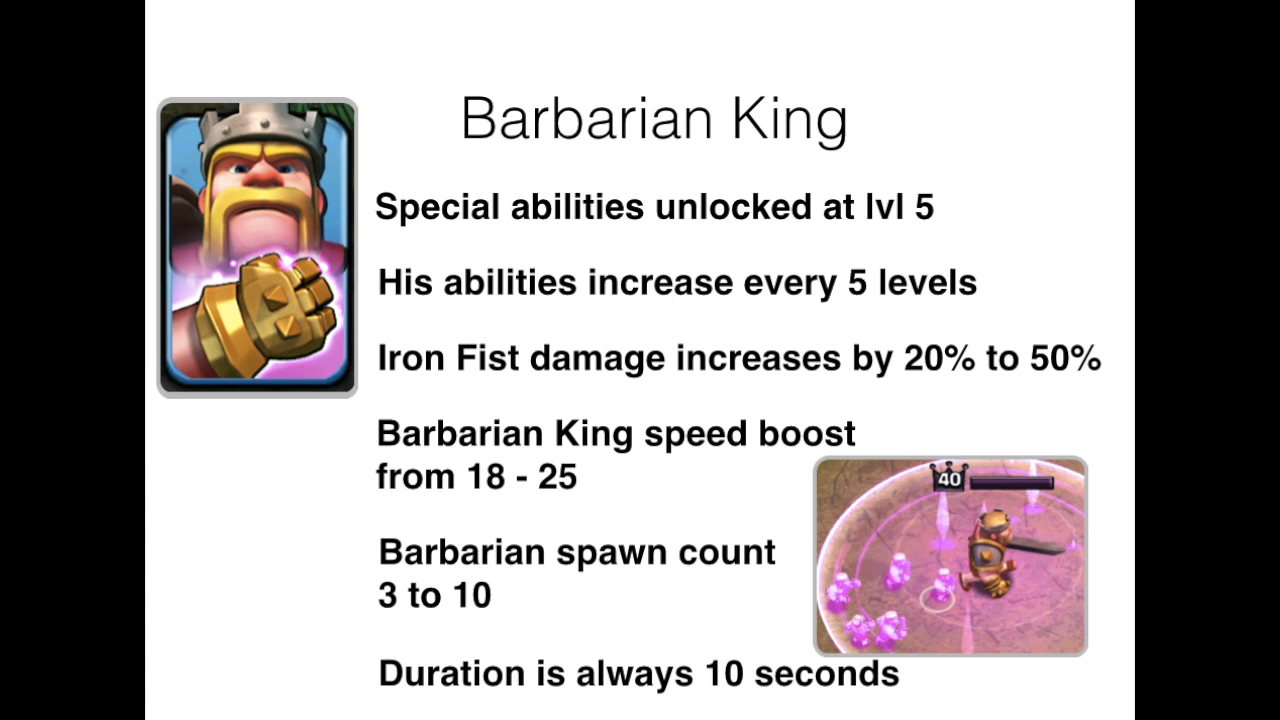 Barbarian King
Special abilities unlocked at lvl 5
His abilities increase every 5 levels
Iron Fist damage increases by 20% to 50%
Barbarian King speed boost
from 18 - 25
40
Barbarian spawn count
3 to 10
Duration is always 10 seconds